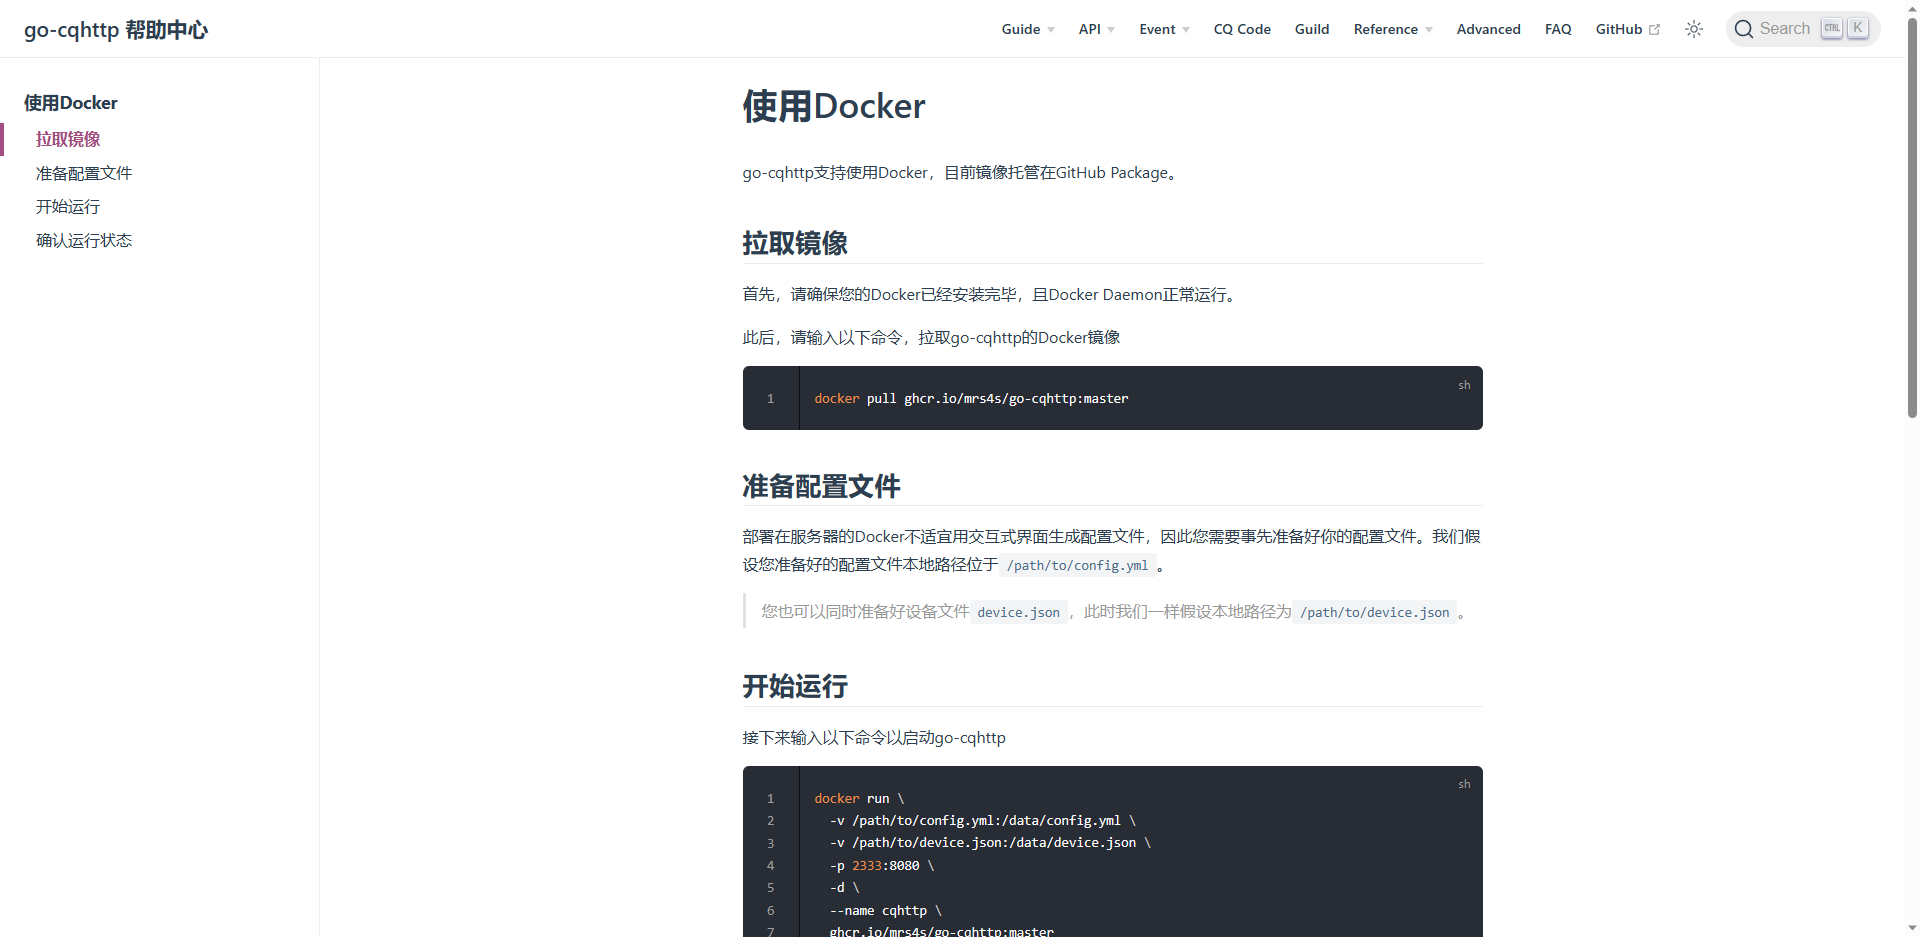 go-cqhttp 帮助中心
Guide API Event CQ Code Guild Reference Advanced FAQ GitHub Search CTRL K
使用Docker
拉取镜像
准备配置文件
开始运行
确认运行状态
使用Docker
go-cqhttp支持使用Docker，目前镜像托管在GitHub Package。
拉取镜像
首先，请确保您的Docker已经安装完毕，且Docker Daemon正常运行。
此后，请输入以下命令，拉取go-cqhttp的Docker镜像
sh
1 docker pull ghcr.io/mrs4s/go-cqhttp:master
准备配置文件
部署在服务器的Docker不适宜用交互式界面生成配置文件，因此您需要事先准备好你的配置文件。我们假
设您准备好的配置文件本地路径位于 /path/to/config.yml 。
您也可以同时准备好设备文件 device.json ，此时我们一样假设本地路径为 /path/to/device.json 。
开始运行
接下来输入以下命令以启动go-cqhttp
sh
1 docker run \
2 -v /path/to/config.yml:/data/config.yml \
3 -v /path/to/device.json:/data/device.json \
4 -p 2333:8080 \
5 -d \
6 --name cqhttp \
7 ghcr.io/mrs4s/go-cqhttp:master